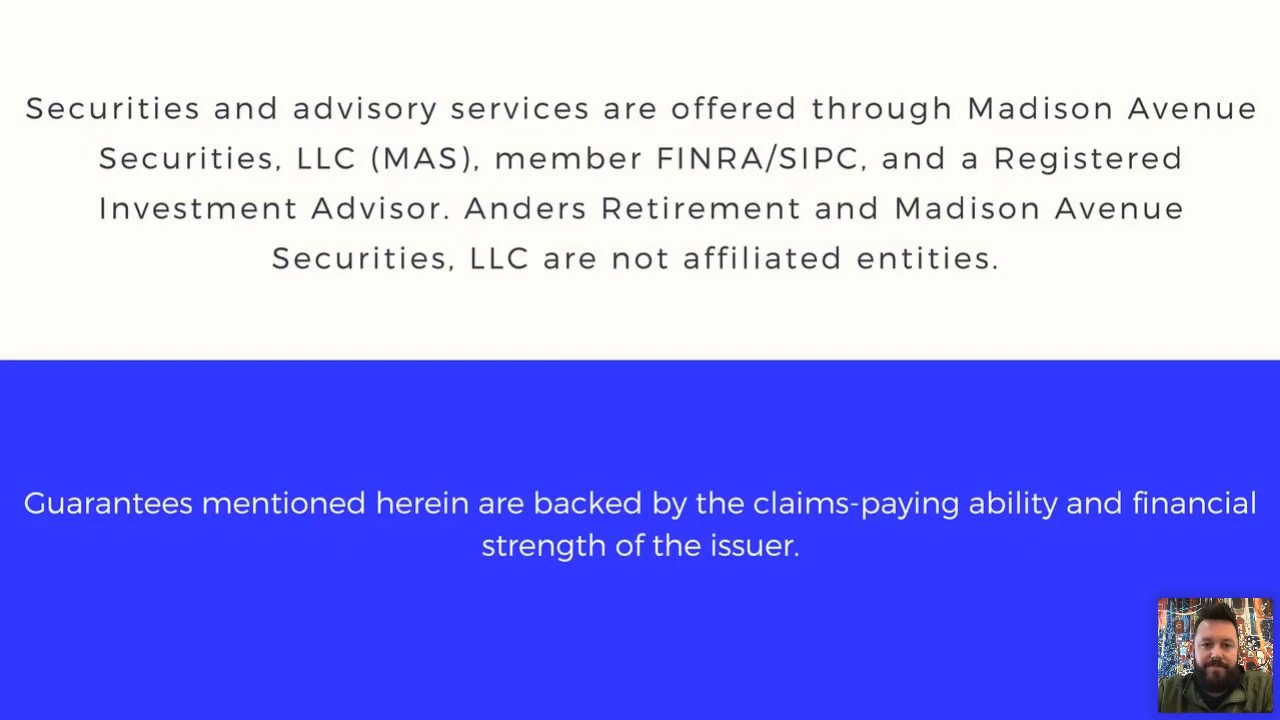 Securities and advisory services are offered through Madison Avenue
Securities, LLC (MAS), member FINRA/SIPC, and a Registered
Investment Advisor. Anders Retirement and Madison Avenue
Securities, LLC are not affiliated entities.
Guarantees mentioned herein are backed by the claims-paying ability and financial
strength of the issuer.